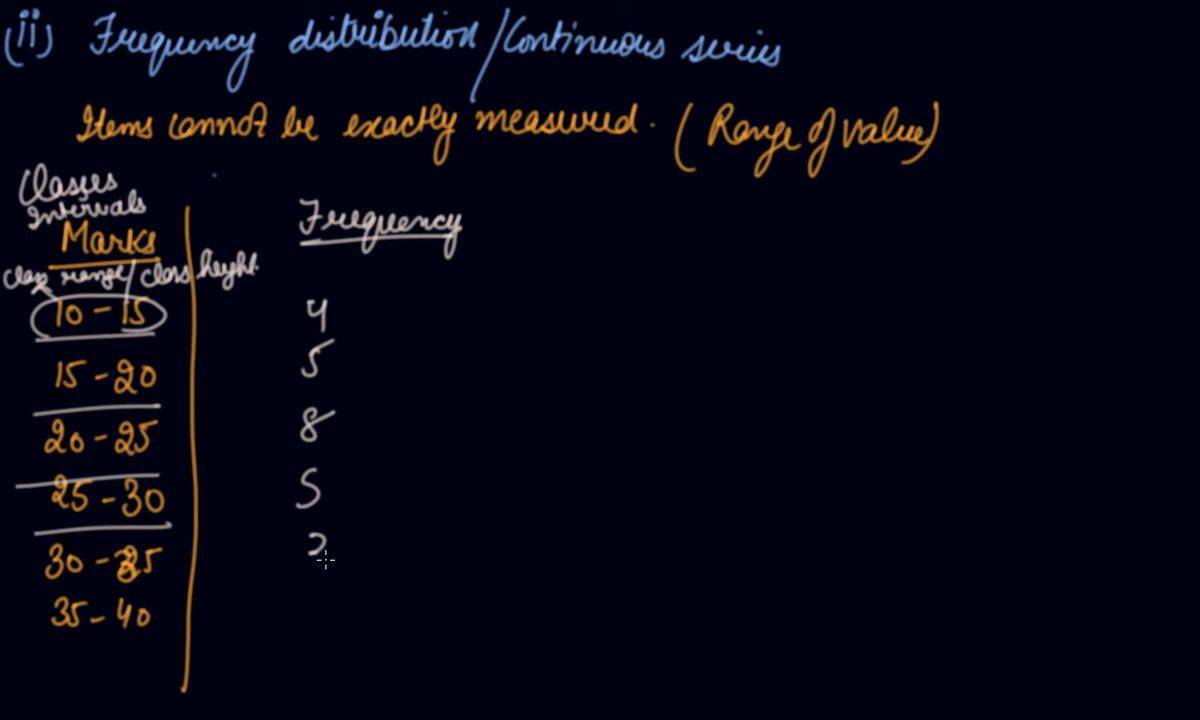 (ii) Frequency distribution/Continuous series
Items cannot be exactly measured. (Range of value)
Classes
Intervals
Marks
Frequency
Class range/class height
10-15 4
15-20 5
20-25 8
25-30 5
30-35 2
35-40